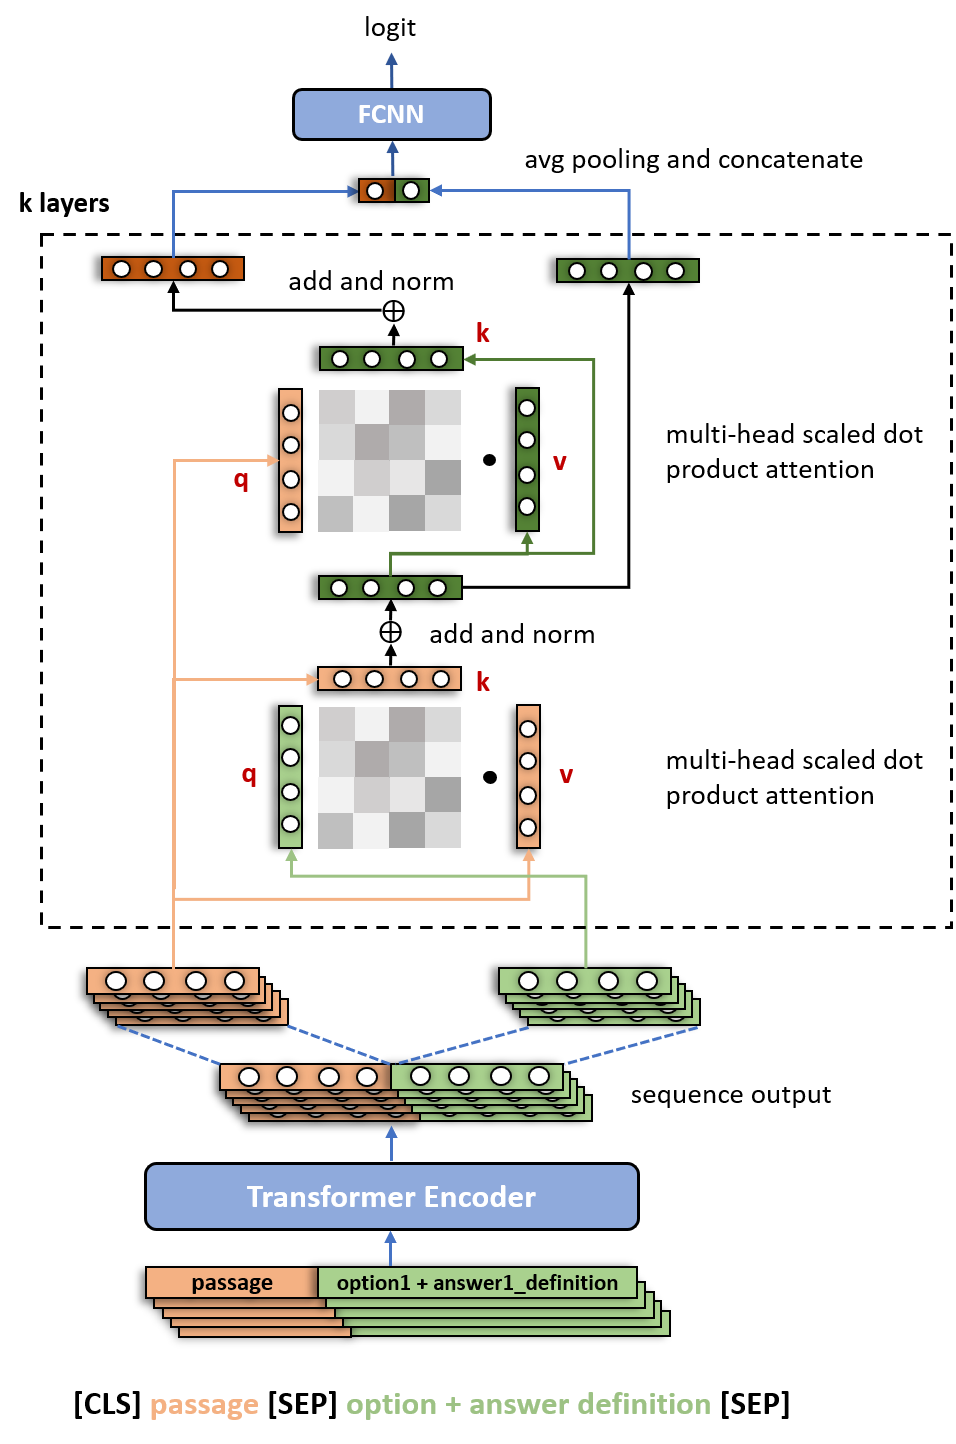 logit
FCNN
avg pooling and concatenate
k layers
add and norm
k
q
v
multi-head scaled dot
product attention
add and norm
k
q
v
multi-head scaled dot
product attention
sequence output
Transformer Encoder
passage
option1 + answer1_definition
[CLS] passage [SEP] option + answer definition [SEP]